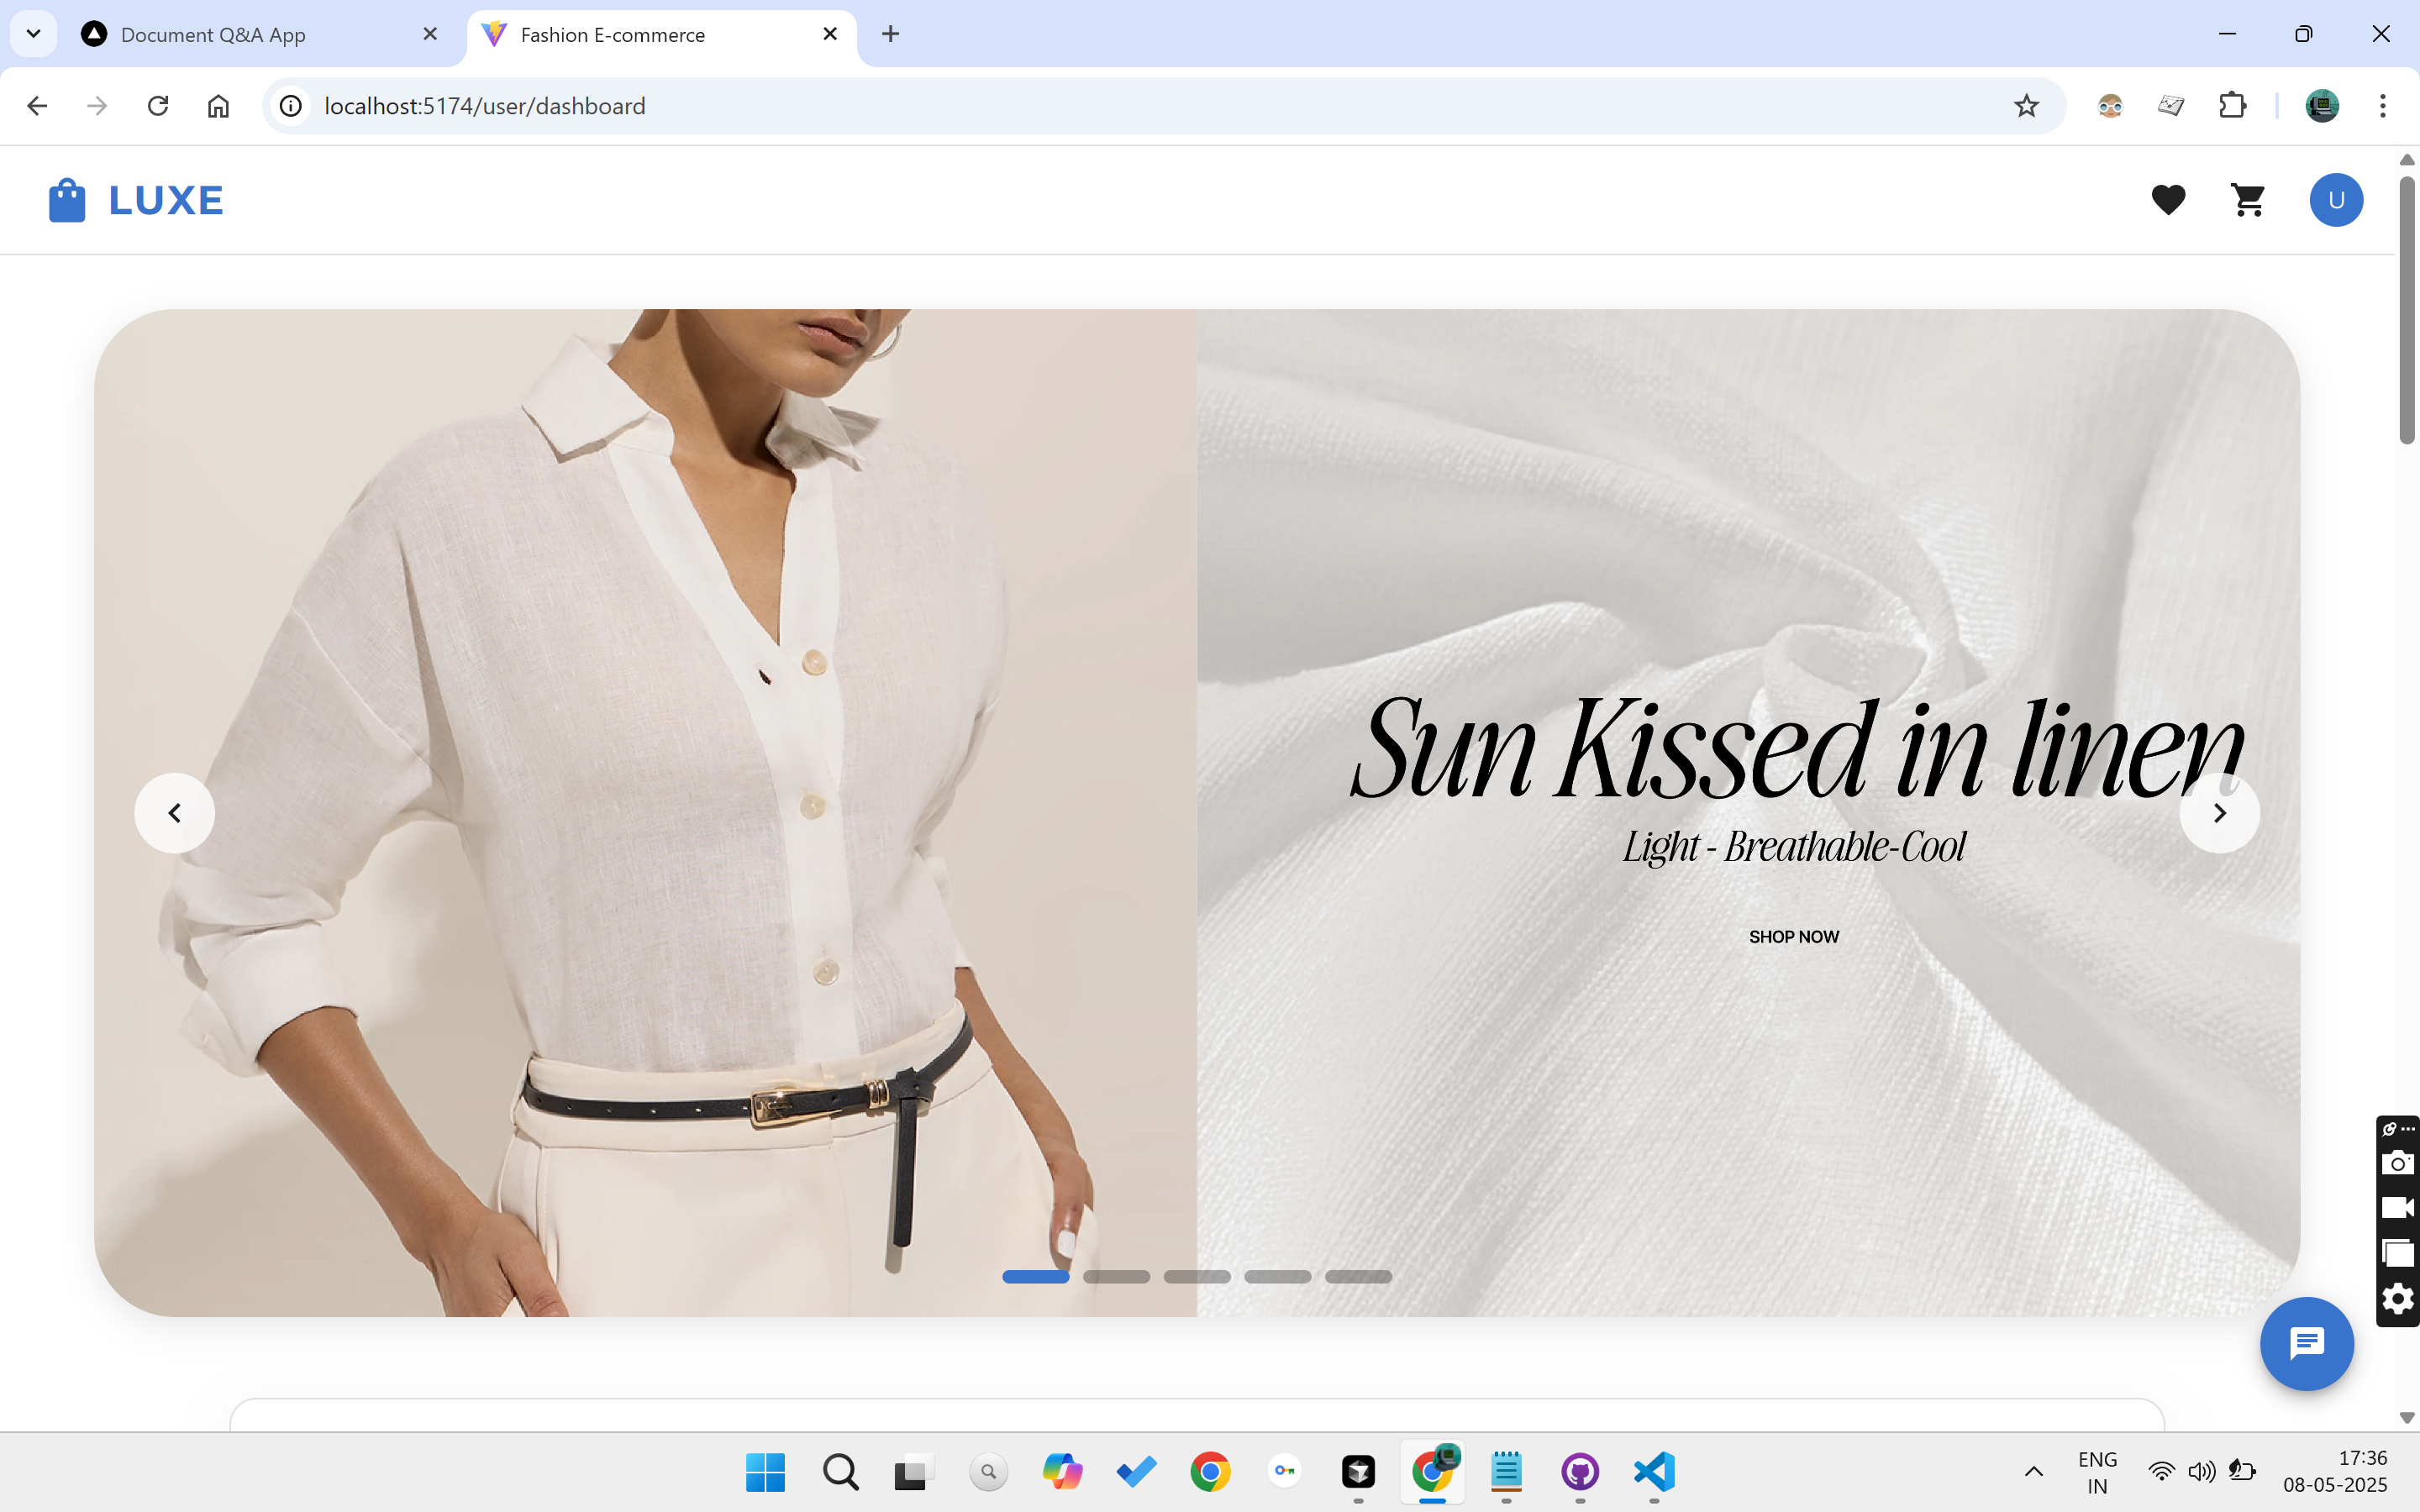 Document Q&A App
Fashion E-commerce
localhost:5174/user/dashboard
LUXE
U
Sun Kissed in linen
Light - Breathable-Cool
SHOP NOW
ENG
IN
17:36
08-05-2025